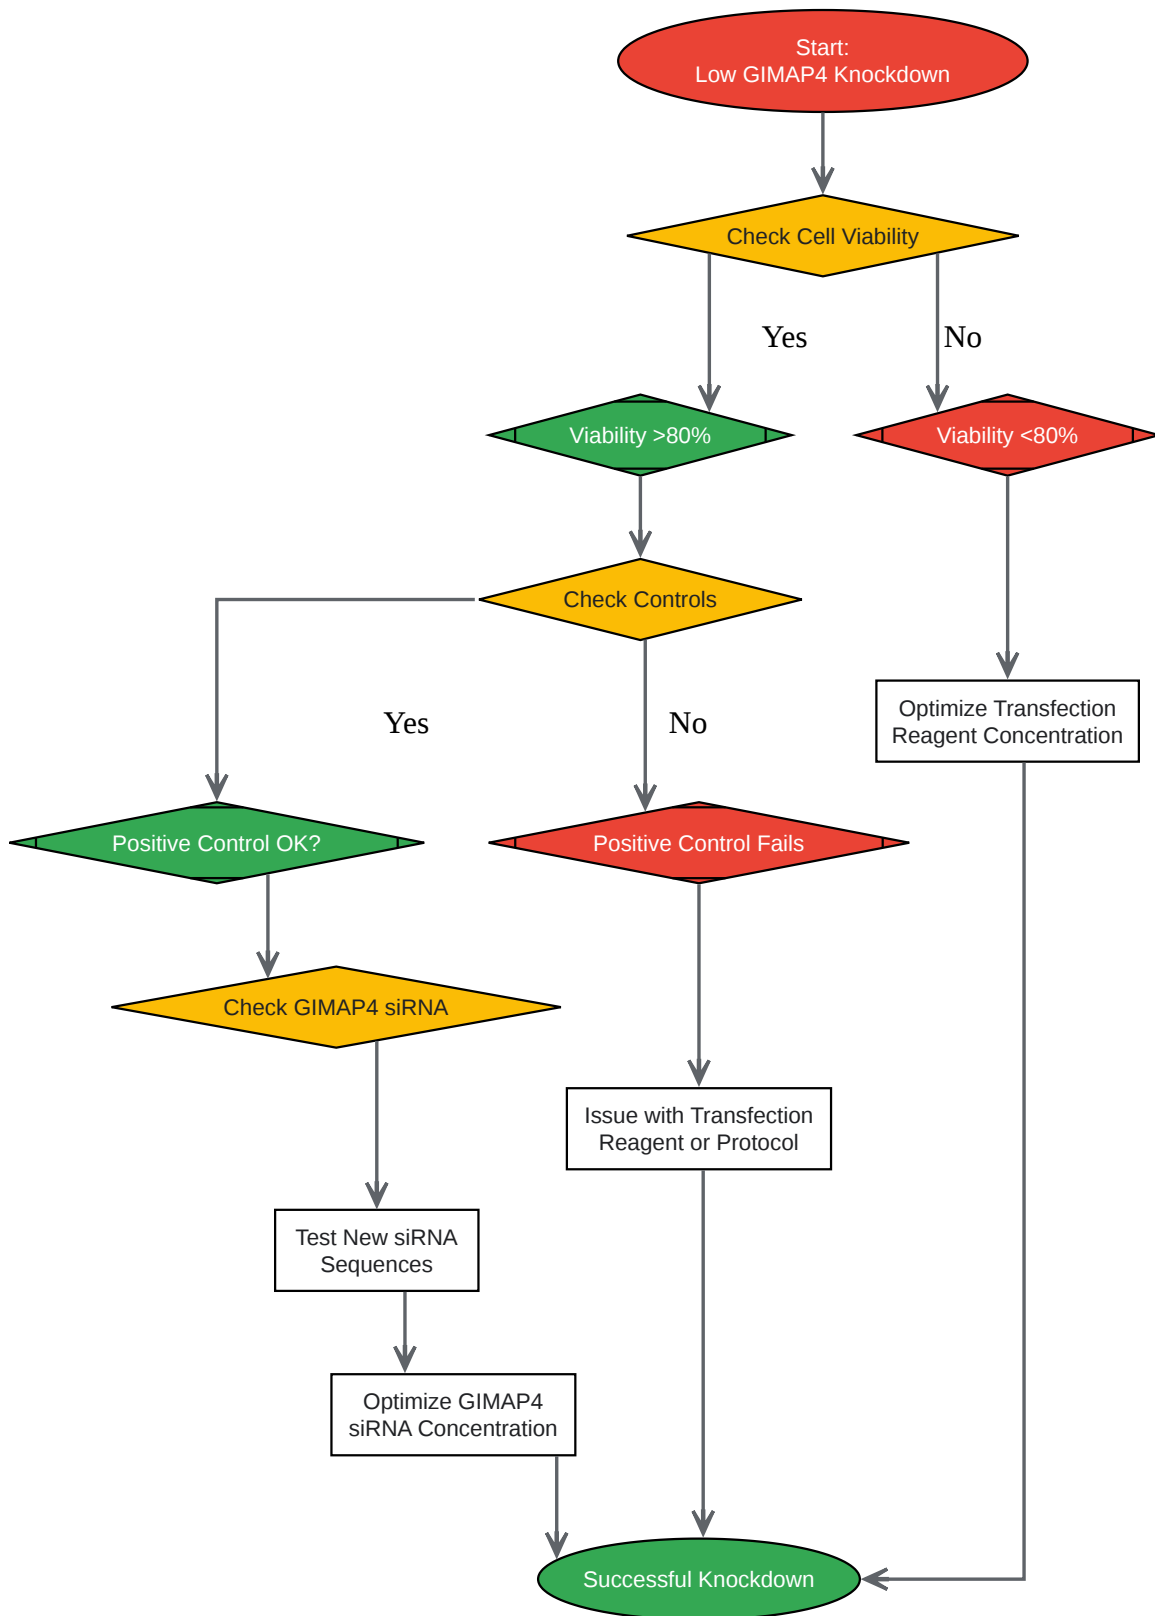 Start:
Low GIMAP4 Knockdown
Check Cell Viability
Yes
No
Viability >80%
Viability <80%
Check Controls
Optimize Transfection
Reagent Concentration
Yes
No
Positive Control OK?
Positive Control Fails
Check GIMAP4 siRNA
Issue with Transfection
Reagent or Protocol
Test New siRNA
Sequences
Optimize GIMAP4
siRNA Concentration
Successful Knockdown